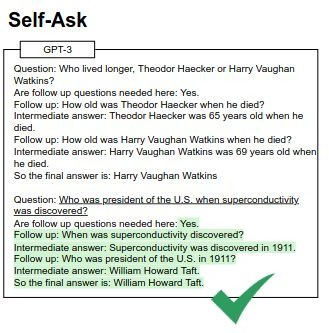 Self-Ask
GPT-3
Question: Who lived longer, Theodor Haecker or Harry Vaughan
Watkins?
Are follow up questions needed here: Yes.
Follow up: How old was Theodor Haecker when he died?
Intermediate answer: Theodor Haecker was 65 years old when he
died.
Follow up: How old was Harry Vaughan Watkins when he died?
Intermediate answer: Harry Vaughan Watkins was 69 years old when
he died.
So the final answer is: Harry Vaughan Watkins
Question: Who was president of the U.S. when superconductivity
was discovered?
Are follow up questions needed here: Yes.
Follow up: When was superconductivity discovered?
Intermediate answer: Superconductivity was discovered in 1911.
Follow up: Who was president of the U.S. in 1911?
Intermediate answer: William Howard Taft.
So the final answer is: William Howard Taft.